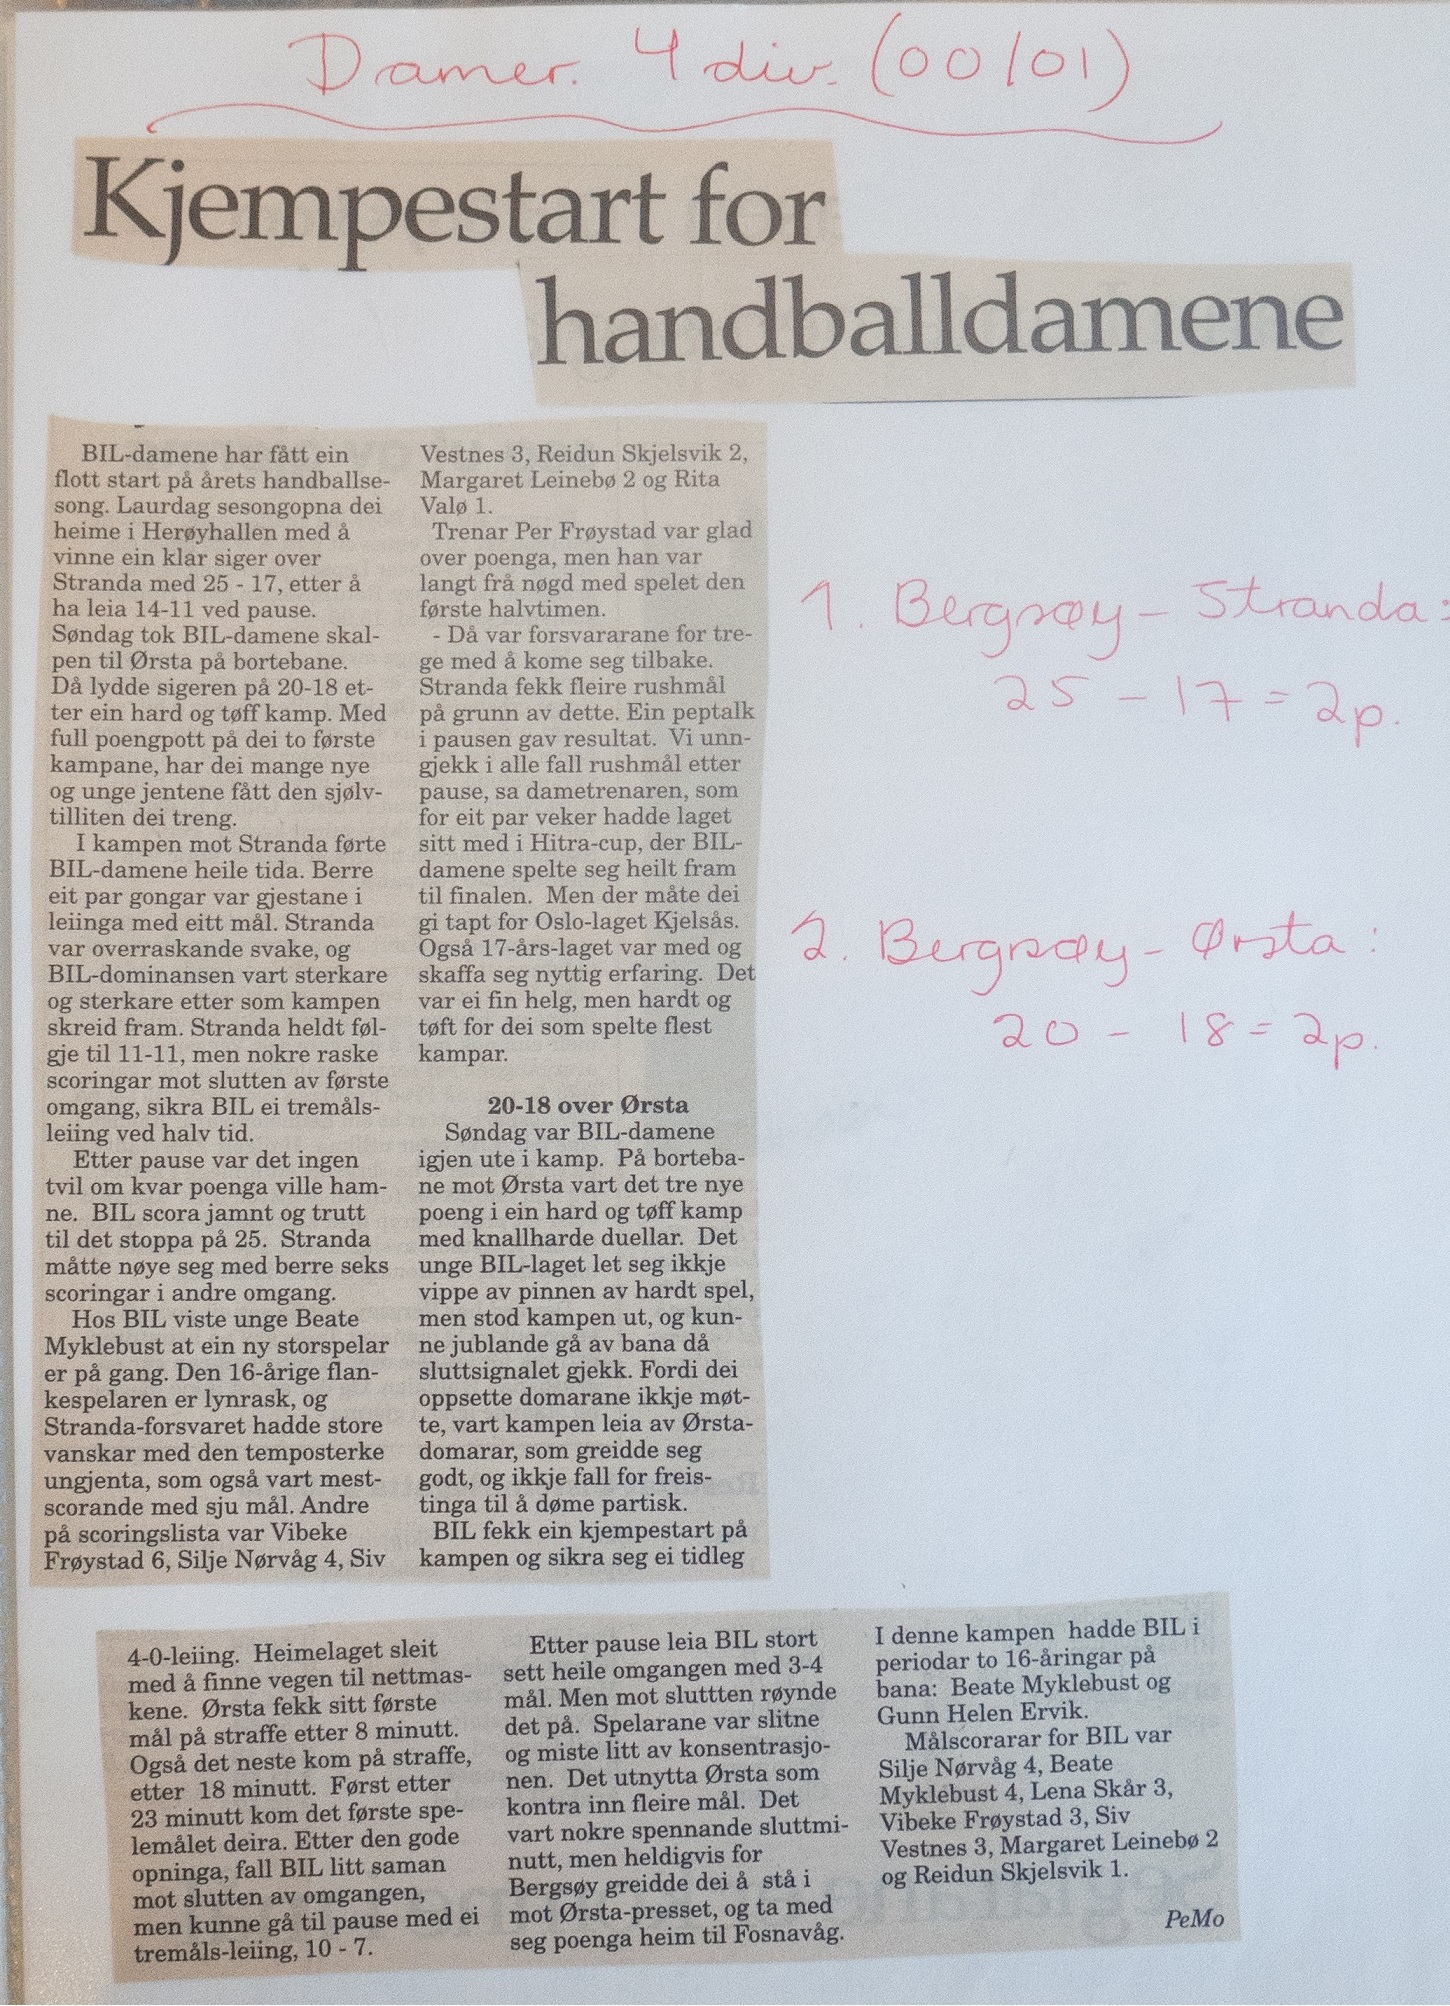 Damer. 4 div. (00/01)
Kjempestart for
handballdamene
BIL-damene har fått ein
flott start på årets handballse-
song. Laurdag sesongopna dei
heime i Herøyhallen med å
vinne ein klar siger over
Stranda med 25 - 17, etter å
ha leia 14-11 ved pause.
Søndag tok BIL-damene skal-
pen til Ørsta på bortebane.
Då lydde sigeren på 20-18 et-
ter ein hard og tøff kamp. Med
full poengpott på dei to første
kampane, har dei mange nye
og unge jentene fått den sjølv-
tilliten dei treng.
I kampen mot Stranda førte
BIL-damene heile tida. Berre
eit par gongar var gjestane i
leiinga med eitt mål. Stranda
var overraskande svake, og
BIL-dominansen vart sterkare
og sterkare etter som kampen
skreid fram. Stranda heldt føl-
gje til 11-11, men nokre raske
scoringar mot slutten av første
omgang, sikra BIL ei tremåls-
leiing ved halv tid.
Etter pause var det ingen
tvil om kvar poenga ville ham-
ne. BIL scora jamnt og trutt
til det stoppa på 25. Stranda
måtte nøye seg med berre seks
scoringar i andre omgang.
Hos BIL viste unge Beate
Myklebust at ein ny storspelar
er på gang. Den 16-årige flan-
kespelaren er lynrask, og
Stranda-forsvaret hadde store
vanskar med den temposterke
ungjenta, som også vart mest-
scorande med sju mål. Andre
på scoringslista var Vibeke
Frøystad 6, Silje Nørvåg 4, Siv
Vestnes 3, Reidun Skjelsvik 2,
Margaret Leinebø 2 og Rita
Valø 1.
Trenar Per Frøystad var glad
over poenga, men han var
langt frå nøgd med spelet den
første halvtimen.
- Då var forsvararane for tre-
ge med å kome seg tilbake.
Stranda fekk fleire rushmål
på grunn av dette. Ein peptalk
i pausen gav resultat. Vi unn-
gjekk i alle fall rushmål etter
pause, sa dametrenaren, som
for eit par veker hadde laget
sitt med i Hitra-cup, der BIL-
damene spelte seg heilt fram
til finalen. Men der måte dei
gi tapt for Oslo-laget Kjelsås.
Også 17-års-laget var med og
skaffa seg nyttig erfaring. Det
var ei fin helg, men hardt og
tøft for dei som spelte flest
kampar.
20-18 over Ørsta
Søndag var BIL-damene
igjen ute i kamp. På borteba-
ne mot Ørsta vart det tre nye
poeng i ein hard og tøff kamp
med knallharde duellar. Det
unge BIL-laget let seg ikkje
vippe av pinnen av hardt spel,
men stod kampen ut, og kun-
ne jublande gå av bana då
sluttsignalet gjekk. Fordi dei
oppsette domarane ikkje møt-
te, vart kampen leia av Ørsta-
domarar, som greidde seg
godt, og ikkje fall for freis-
tinga til å døme partisk.
BIL fekk ein kjempestart på
kampen og sikra seg ei tidleg
1. Bergsøy - Stranda:
25 - 17 = 2p.
2. Bergsøy - Ørsta:
20 - 18 = 2p.
4-0-leiing. Heimelaget sleit
med å finne vegen til nettmas-
kene. Ørsta fekk sitt første
mål på straffe etter 8 minutt.
Også det neste kom på straffe,
etter 18 minutt. Først etter
23 minutt kom det første spe-
lemålet deira. Etter den gode
opninga, fall BIL litt saman
mot slutten av omgangen,
men kunne gå til pause med ei
tremåls-leiing, 10 - 7.
Etter pause leia BIL stort
sett heile omgangen med 3-4
mål. Men mot sluttten røynde
det på. Spelarane var slitne
og miste litt av konsentrasjo-
nen. Det utnytta Ørsta som
kontra inn fleire mål. Det
vart nokre spennande sluttmi-
nutt, men heldigvis for
Bergsøy greidde dei å stå i
mot Ørsta-presset, og ta med
seg poenga heim til Fosnavåg.
I denne kampen hadde BIL i
periodar to 16-åringar på
bana: Beate Myklebust og
Gunn Helen Ervik.
Målscorarar for BIL var
Silje Nørvåg 4, Beate
Myklebust 4, Lena Skår 3,
Vibeke Frøystad 3, Siv
Vestnes 3, Margaret Leinebø 2
og Reidun Skjelsvik 1.
PeMo